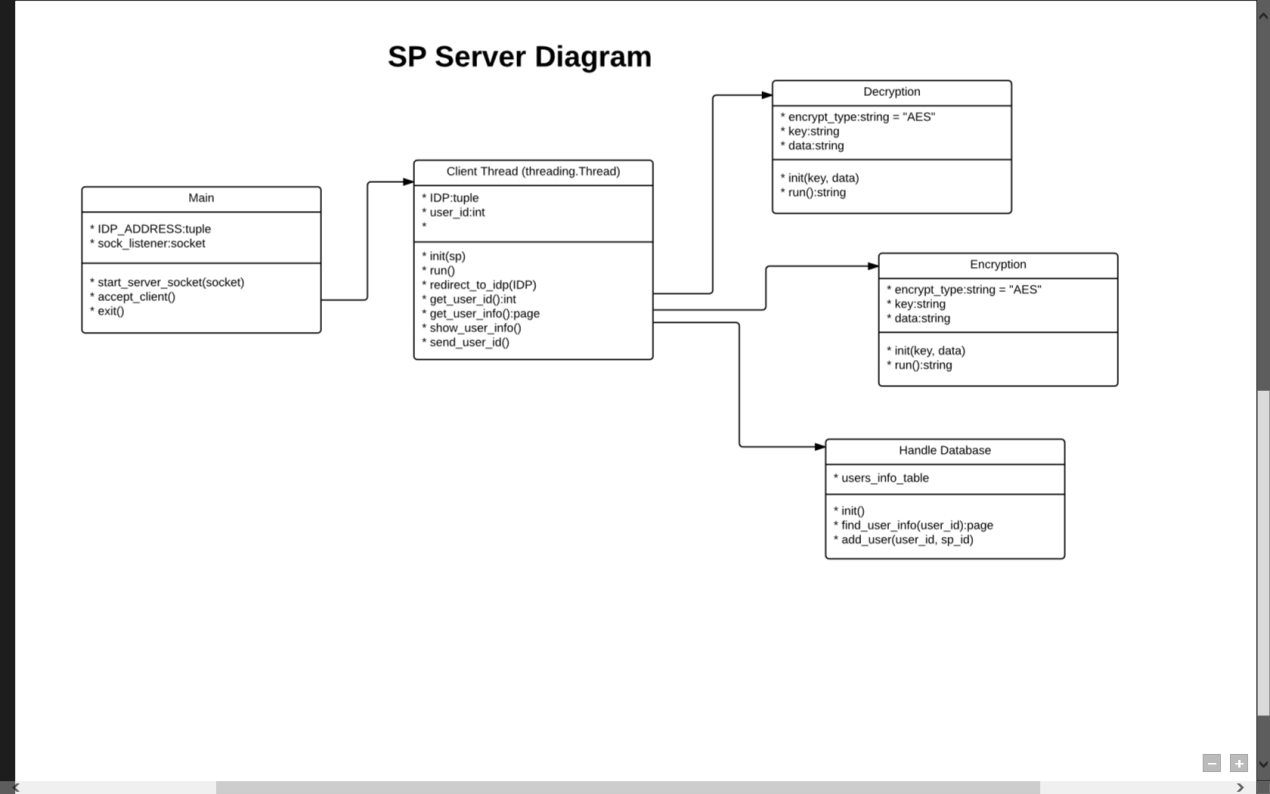 SP Server Diagram
Main
* IDP_ADDRESS:tuple
* sock_listener:socket
* start_server_socket(socket)
* accept_client()
* exit()
Client Thread (threading.Thread)
* IDP:tuple
* user_id:int
*
* init(sp)
* run()
* redirect_to_idp(IDP)
* get_user_id():int
* get_user_info():page
* show_user_info()
* send_user_id()
Decryption
* encrypt_type:string = "AES"
* key:string
* data:string
* init(key, data)
* run():string
Encryption
* encrypt_type:string = "AES"
* key:string
* data:string
* init(key, data)
* run():string
Handle Database
* users_info_table
* init()
* find_user_info(user_id):page
* add_user(user_id, sp_id)